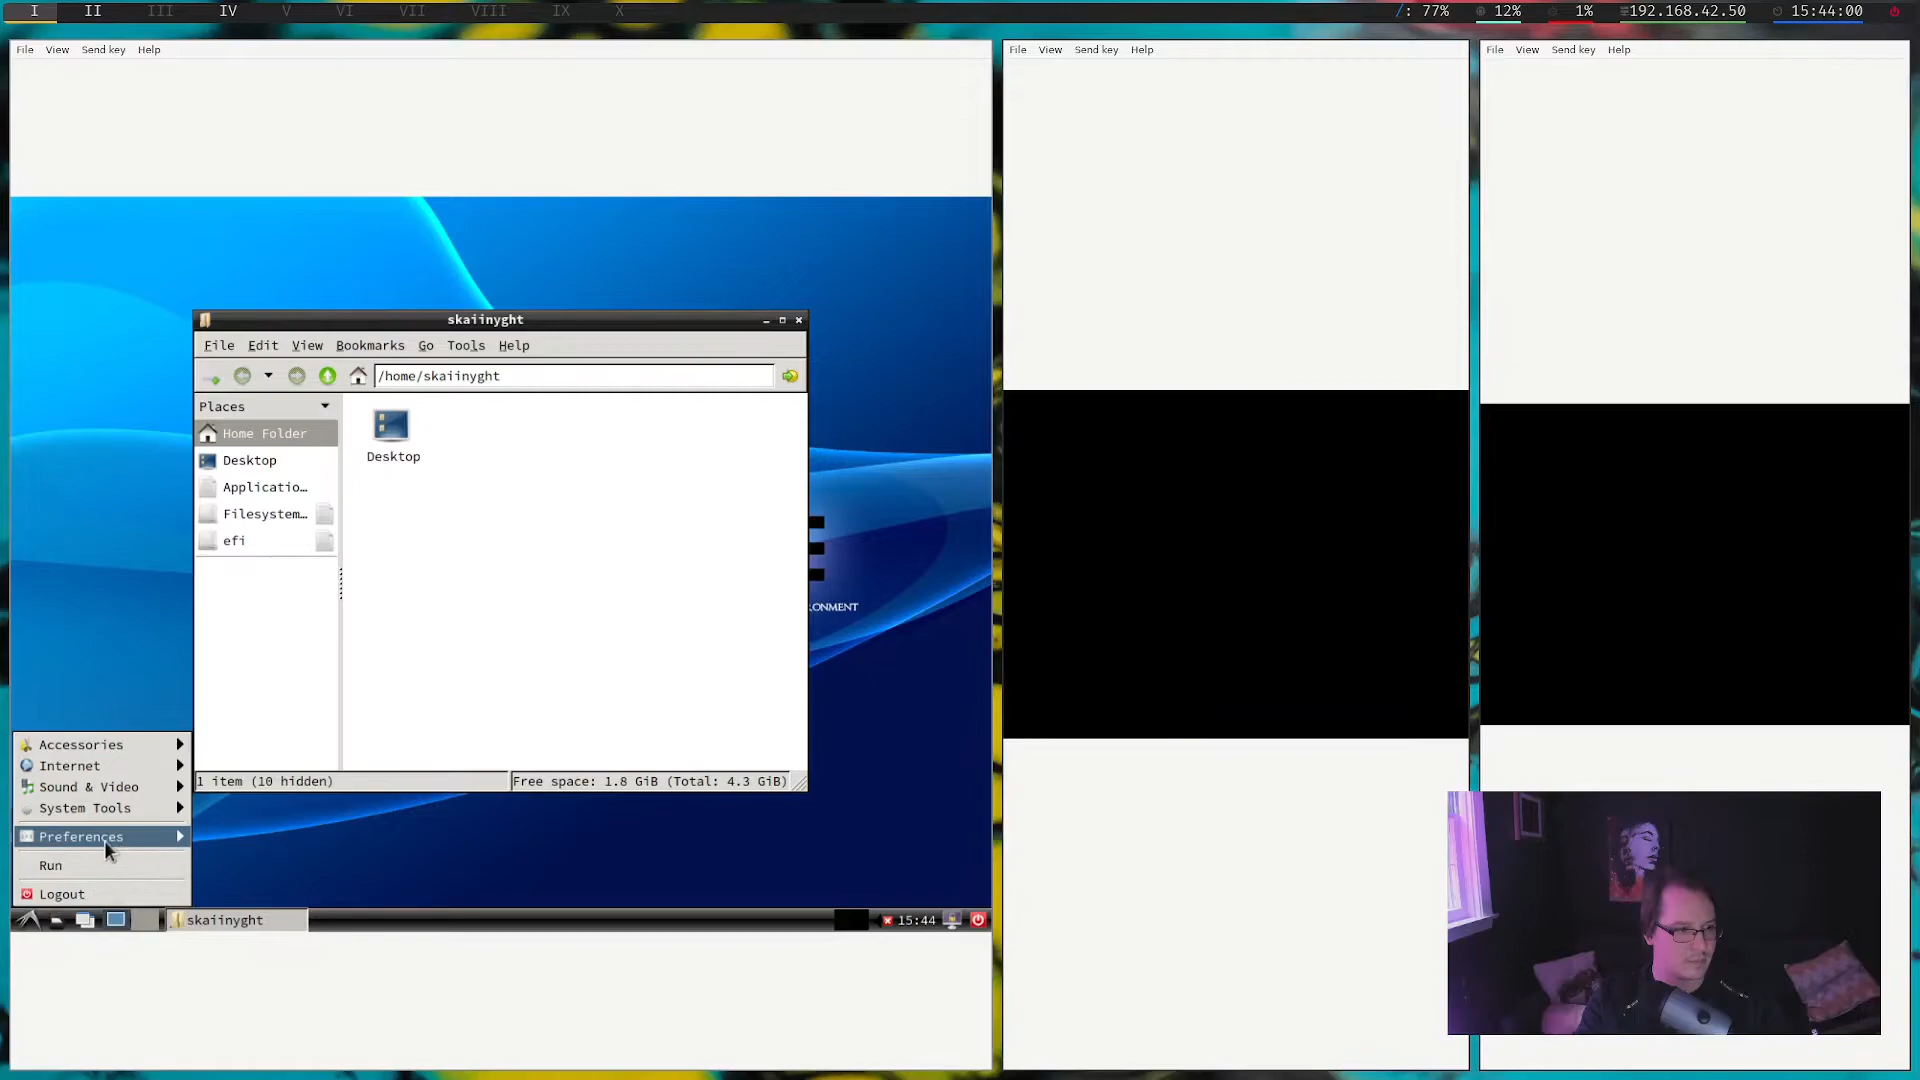 I II III IV V VI VII VIII IX X /: 77% 12% 1% 192.168.42.50 15:44:00
File View Send key Help
File View Send key Help
File View Send key Help
skaiinyght
File Edit View Bookmarks Go Tools Help
/home/skaiinyght
Places
Home Folder
Desktop
Applicatio…
Filesystem…
efi
Desktop
ONMENT
1 item (10 hidden) Free space: 1.8 GiB (Total: 4.3 GiB)
Accessories
Internet
Sound & Video
System Tools
Preferences
Run
Logout
skaiinyght 15:44